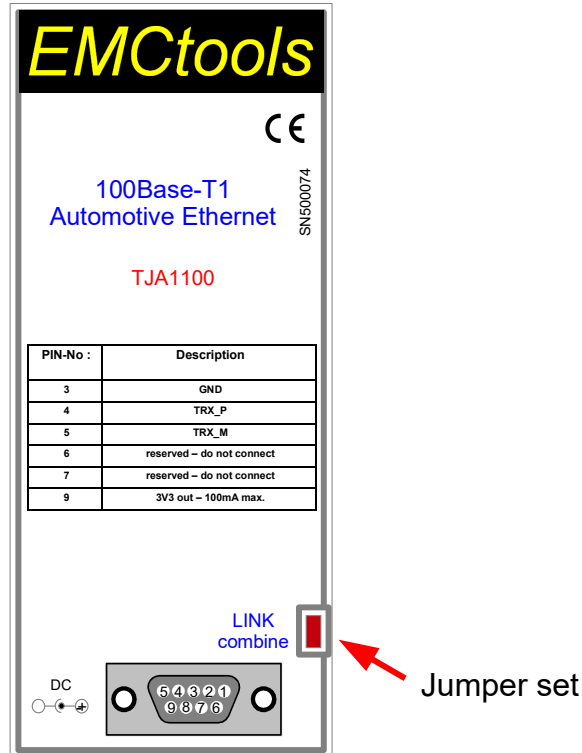 EMCtools
CE
100Base-T1
Automotive Ethernet
SN500074
TJA1100
PIN-No : Description
3 GND
4 TRX_P
5 TRX_M
6 reserved – do not connect
7 reserved – do not connect
9 3V3 out – 100mA max.
LINK
combine
Jumper set
DC
5 4 3 2 1
9 8 7 6